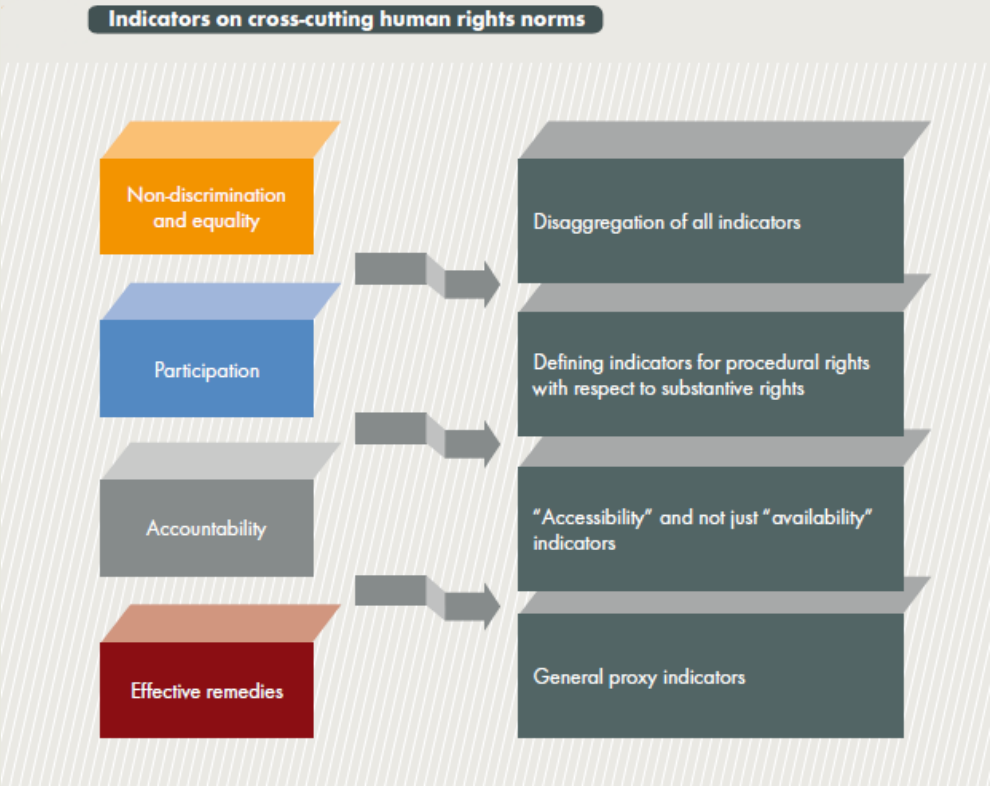 Indicators on cross-cutting human rights norms
Non-discrimination
and equality
Participation
Accountability
Effective remedies
Disaggregation of all indicators
Defining indicators for procedural rights
with respect to substantive rights
“Accessibility” and not just “availability”
indicators
General proxy indicators